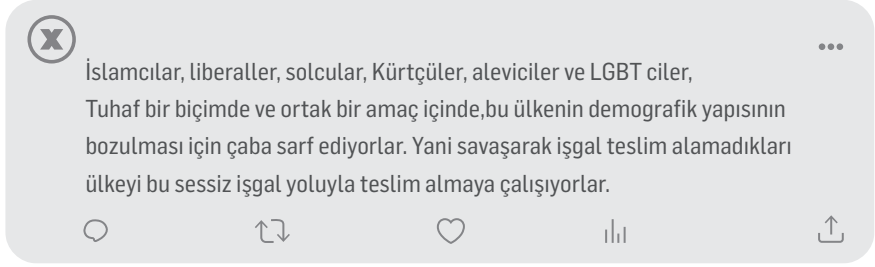 X
İslamcılar, liberaller, solcular, Kürtçüler, aleviciler ve LGBT ciler,
Tuhaf bir biçimde ve ortak bir amaç içinde,bu ülkenin demografik yapısının
bozulması için çaba sarf ediyorlar. Yani savaşarak işgal teslim alamadıkları
ülkeyi bu sessiz işgal yoluyla teslim almaya çalışıyorlar.